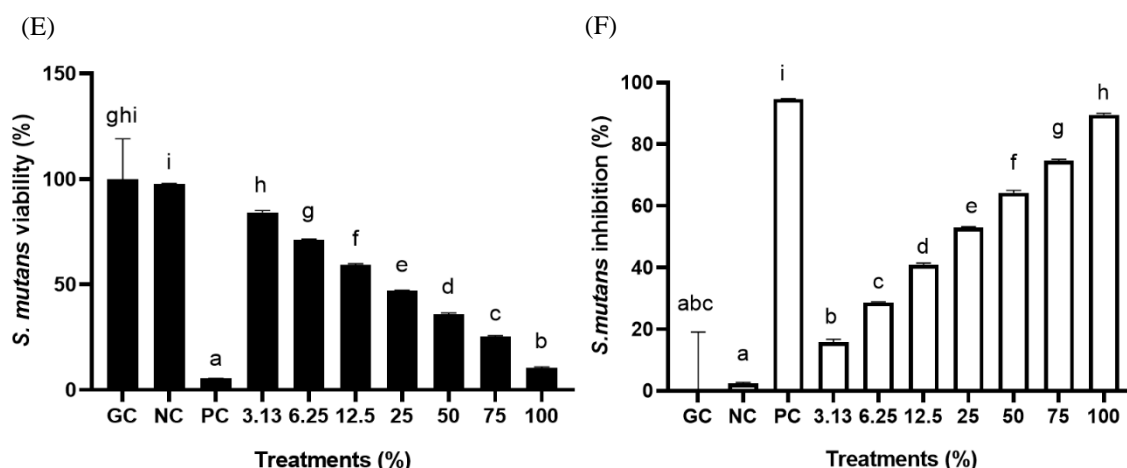 (E)
S. mutans viability (%)
150
100
50
0
ghi
i
a
h
g
f
e
d
c
b
GC NC PC 3.13 6.25 12.5 25 50 75 100
Treatments (%)
(F)
S.mutans inhibition (%)
100
80
60
40
20
0
abc
a
i
b
c
d
e
f
g
h
GC NC PC 3.13 6.25 12.5 25 50 75 100
Treatments (%)